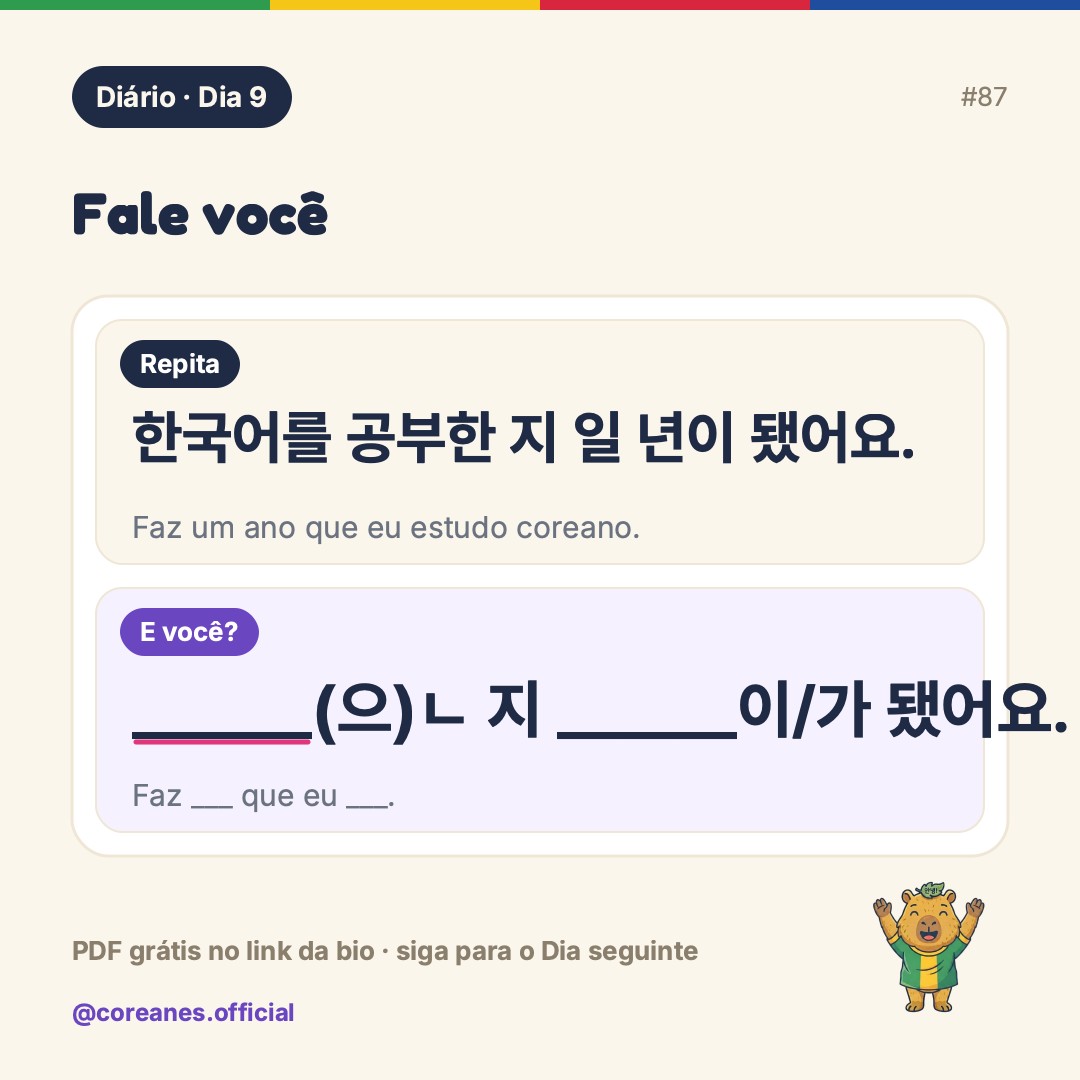 Diário · Dia 9
#87
Fale você
Repita
한국어를 공부한 지 일 년이 됐어요.
Faz um ano que eu estudo coreano.
E você?
______(으)ㄴ 지 ______이/가 됐어요.
Faz ___ que eu ___.
PDF grátis no link da bio · siga para o Dia seguinte
@coreanes.official